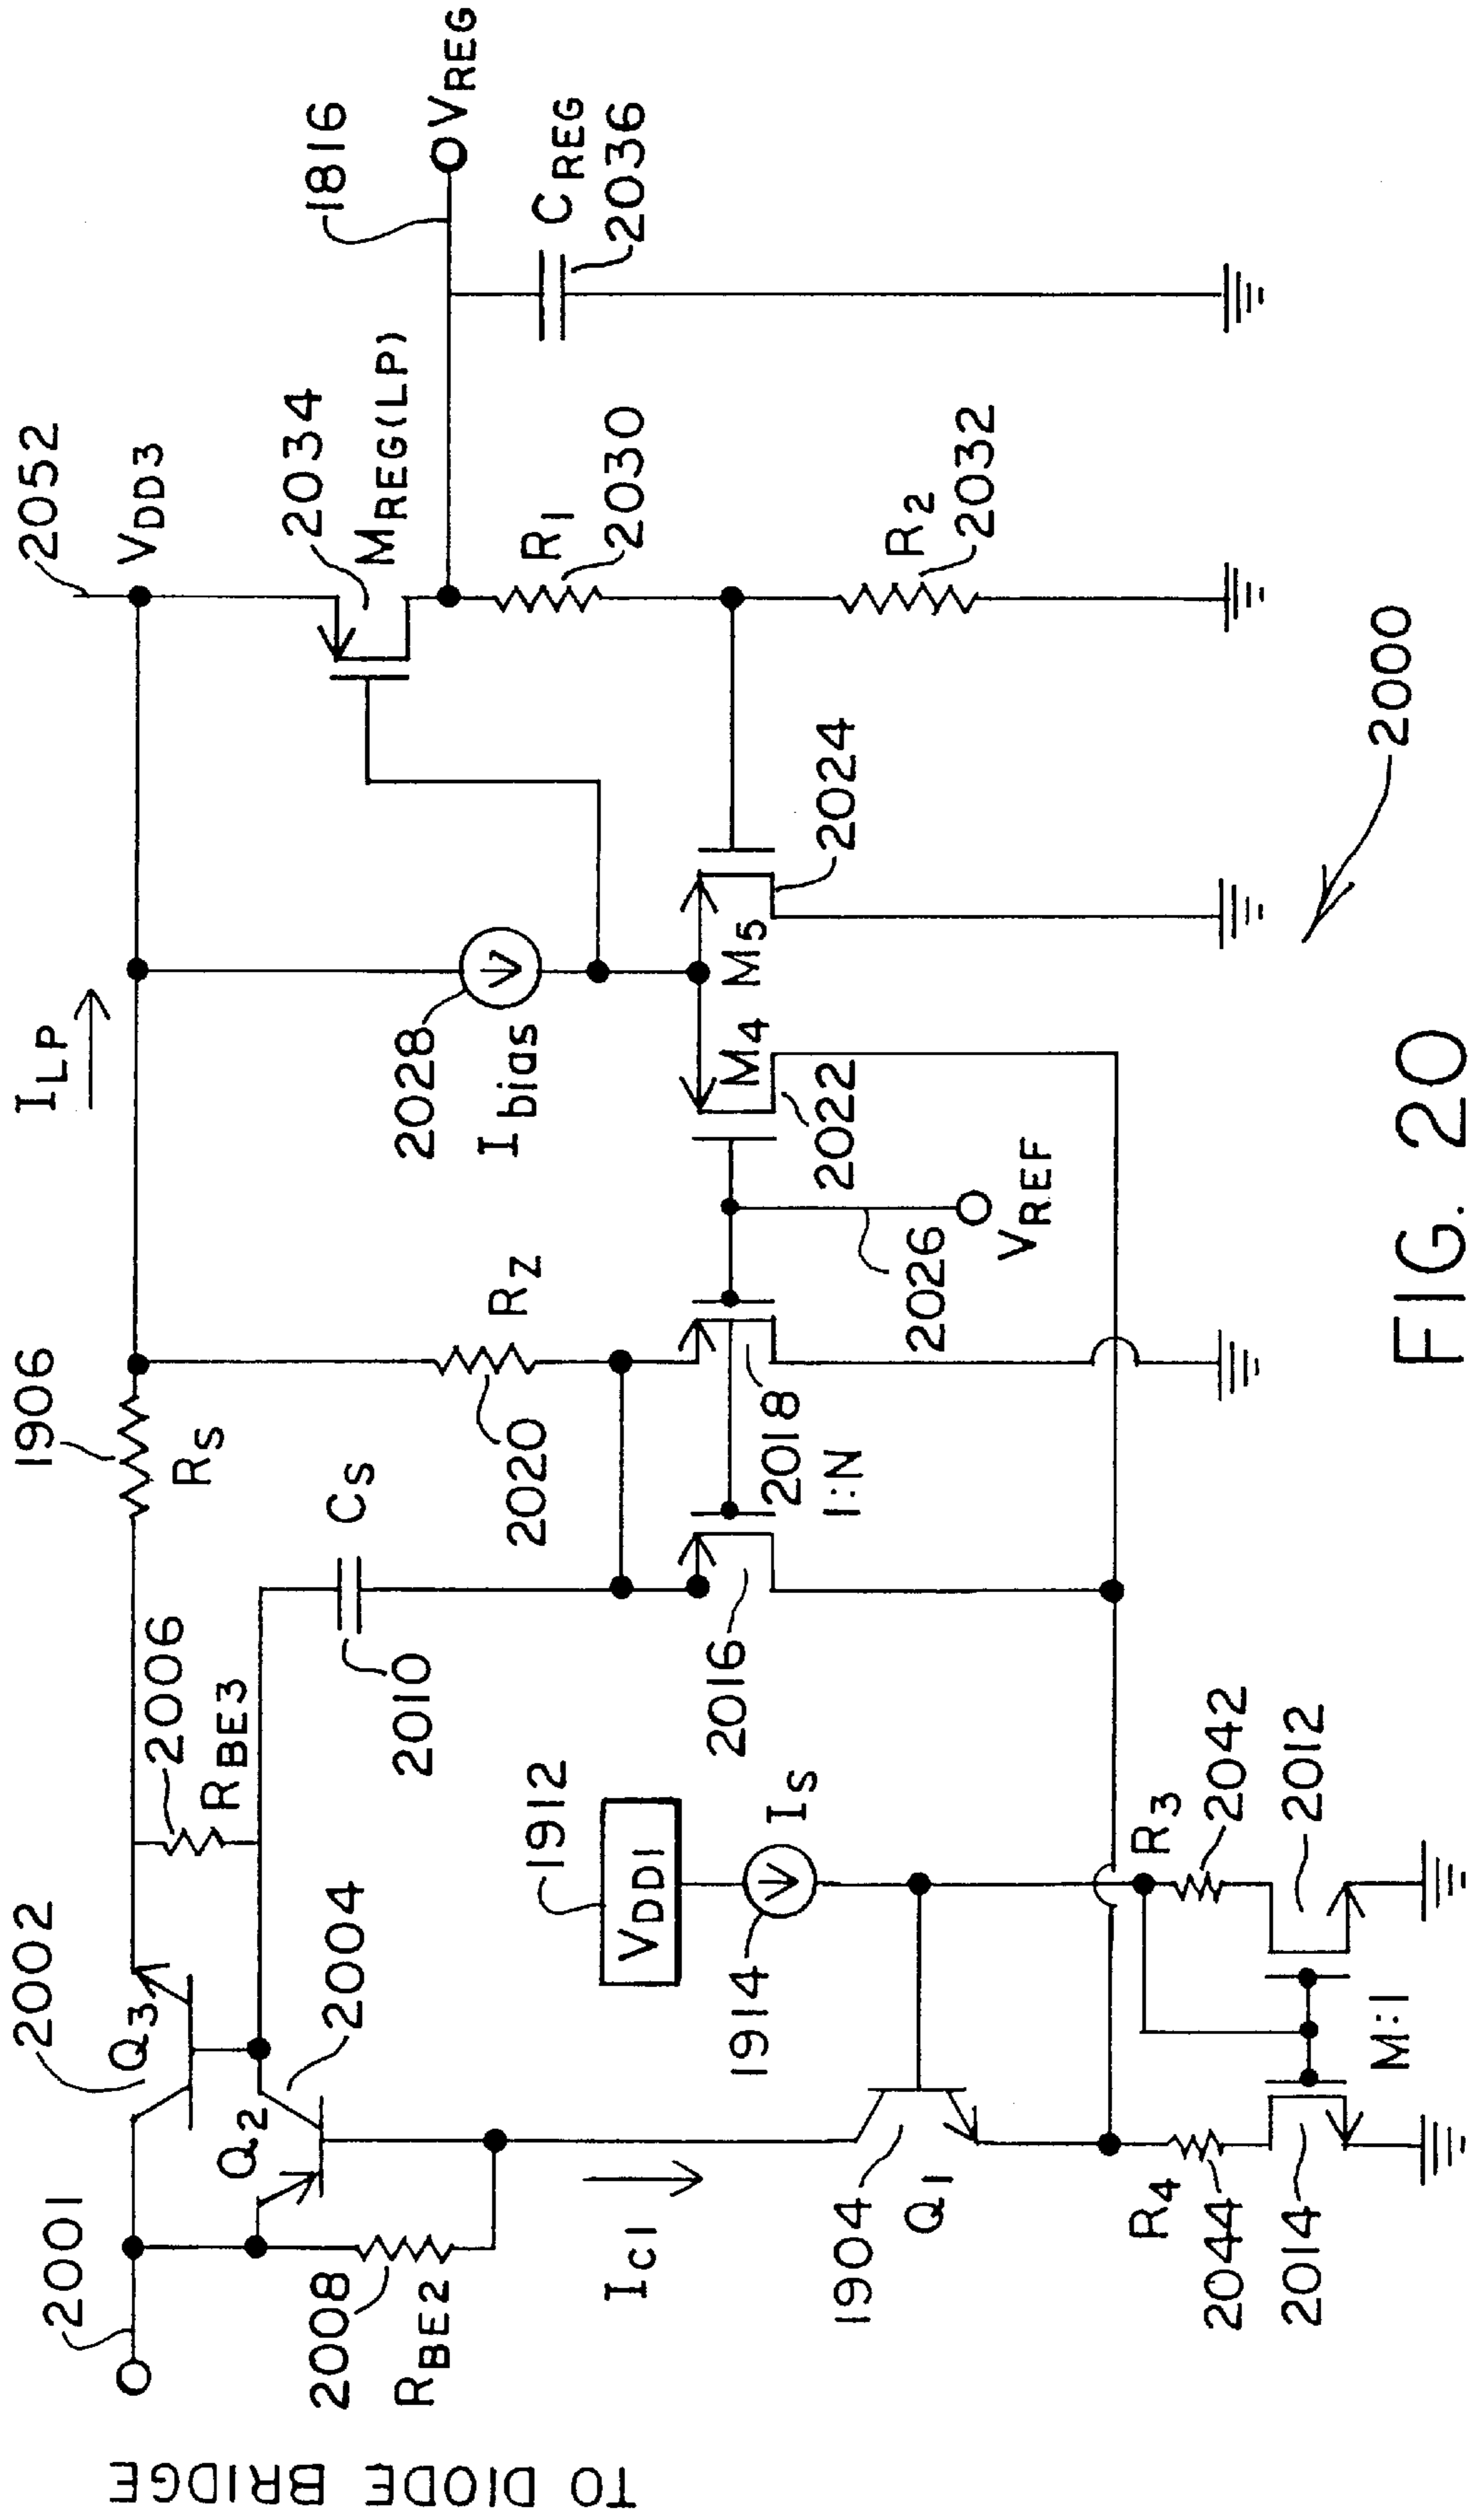 TO DIODE BRIDGE
2001
2002
Q3
Q2
2004
2008
RBE2
2006
RBE3
1906
RS
ILP
2052
VDD3
CS
2010
2020
RZ
2028
Ibias
2034
MREG(LP)
1816
VREG
CREG
2036
R1
2030
R2
2032
IC1
1904
Q1
1912
VDD1
1914
IS
2016
2018
1:N
2026
VREF
M4
2022
M5
2024
R4
2044
2014
M:1
R3
2042
2012
2000
FIG. 20